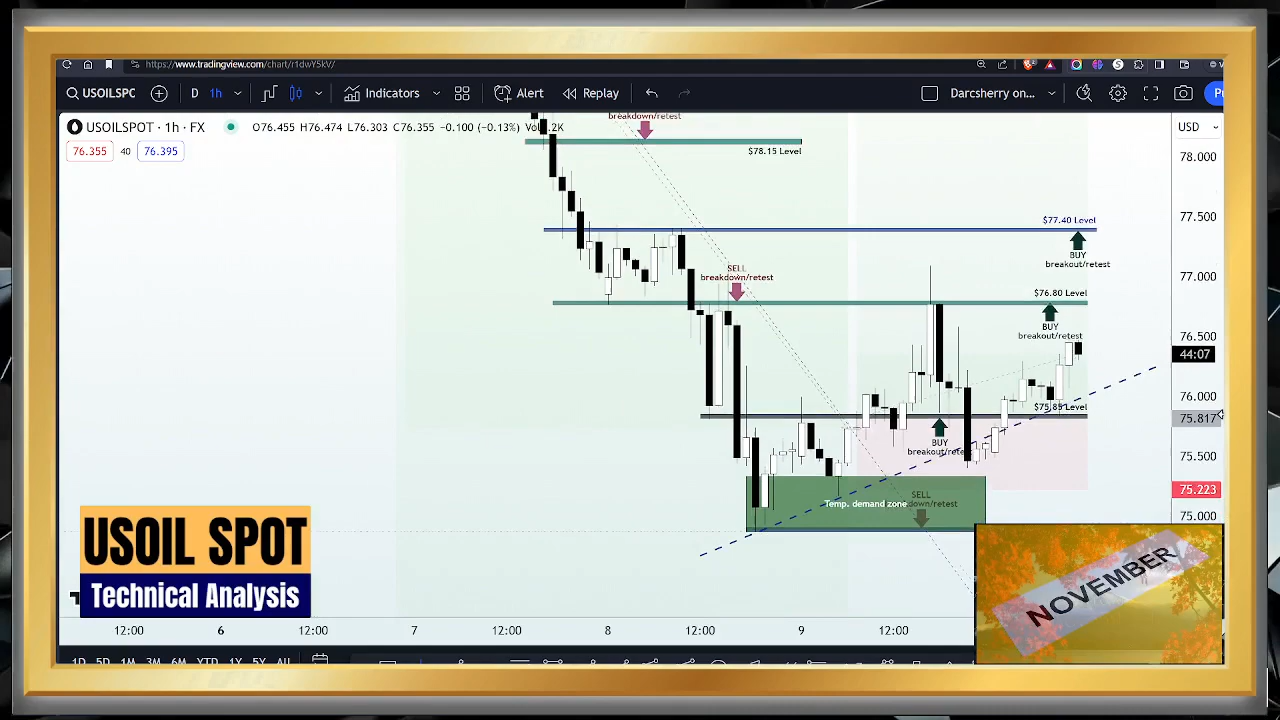 https://www.tradingview.com/chart/r1dwY5kV/
USOILSPC D 1h Indicators Alert Replay Darcsherry on...
USOILSPOT · 1h · FX O76.455 H76.474 L76.303 C76.355 −0.100 (−0.13%)
USD
76.355 40 76.395
breakdown/retest
$78.15 Level
78.000
$77.40 Level
77.500
BUY
breakout/retest
SELL
breakdown/retest
77.000
$76.80 Level
BUY
breakout/retest
76.500
44:07
76.000
$75.85 Level
75.817
BUY
75.500
75.223
SELL
Temp. demand zone
75.000
USOIL SPOT
Technical Analysis
NOVEMBER
12:00 6 12:00 7 12:00 8 12:00 9 12:00
1D 5D 1M 3M 6M YTD 1Y 5Y All